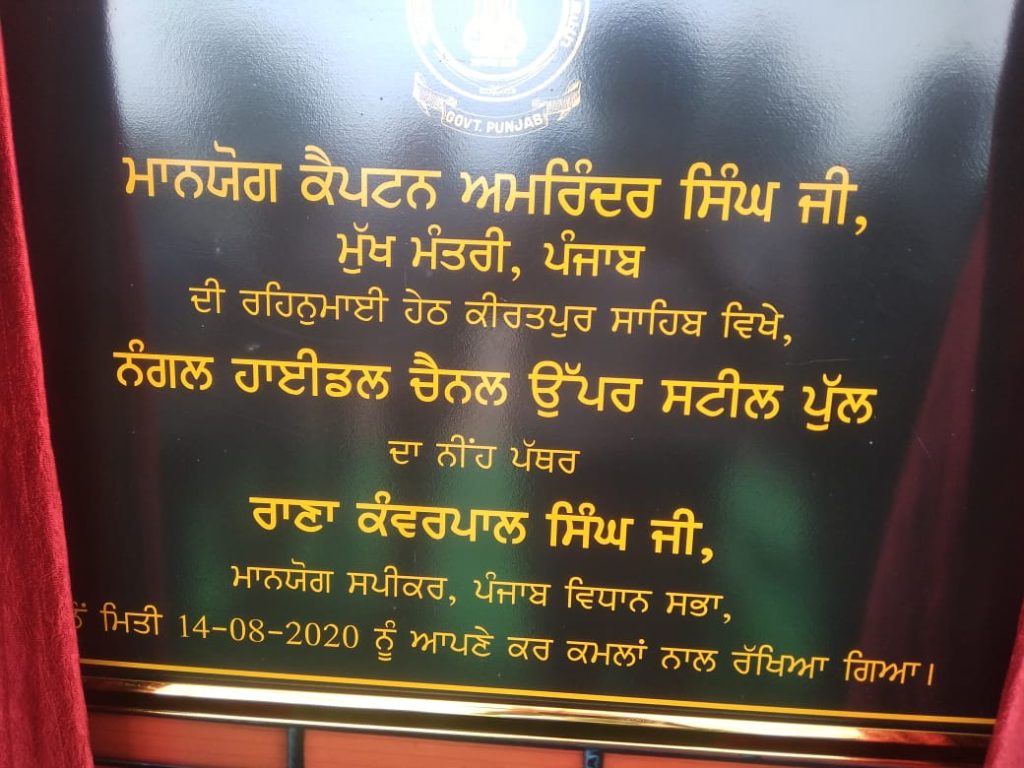 GOVT. PUNJAB
ਮਾਨਯੋਗ ਕੈਪਟਨ ਅਮਰਿੰਦਰ ਸਿੰਘ ਜੀ,
ਮੁੱਖ ਮੰਤਰੀ, ਪੰਜਾਬ
ਦੀ ਰਹਿਨੁਮਾਈ ਹੇਠ ਕੀਰਤਪੁਰ ਸਾਹਿਬ ਵਿਖੇ,
ਨੰਗਲ ਹਾਈਡਲ ਚੈਨਲ ਉੱਪਰ ਸਟੀਲ ਪੁੱਲ
ਦਾ ਨੀਂਹ ਪੱਥਰ
ਰਾਣਾ ਕੰਵਰਪਾਲ ਸਿੰਘ ਜੀ,
ਮਾਨਯੋਗ ਸਪੀਕਰ, ਪੰਜਾਬ ਵਿਧਾਨ ਸਭਾ,
ਮਿਤੀ 14-08-2020 ਨੂੰ ਆਪਣੇ ਕਰ ਕਮਲਾਂ ਨਾਲ ਰੱਖਿਆ ਗਿਆ।